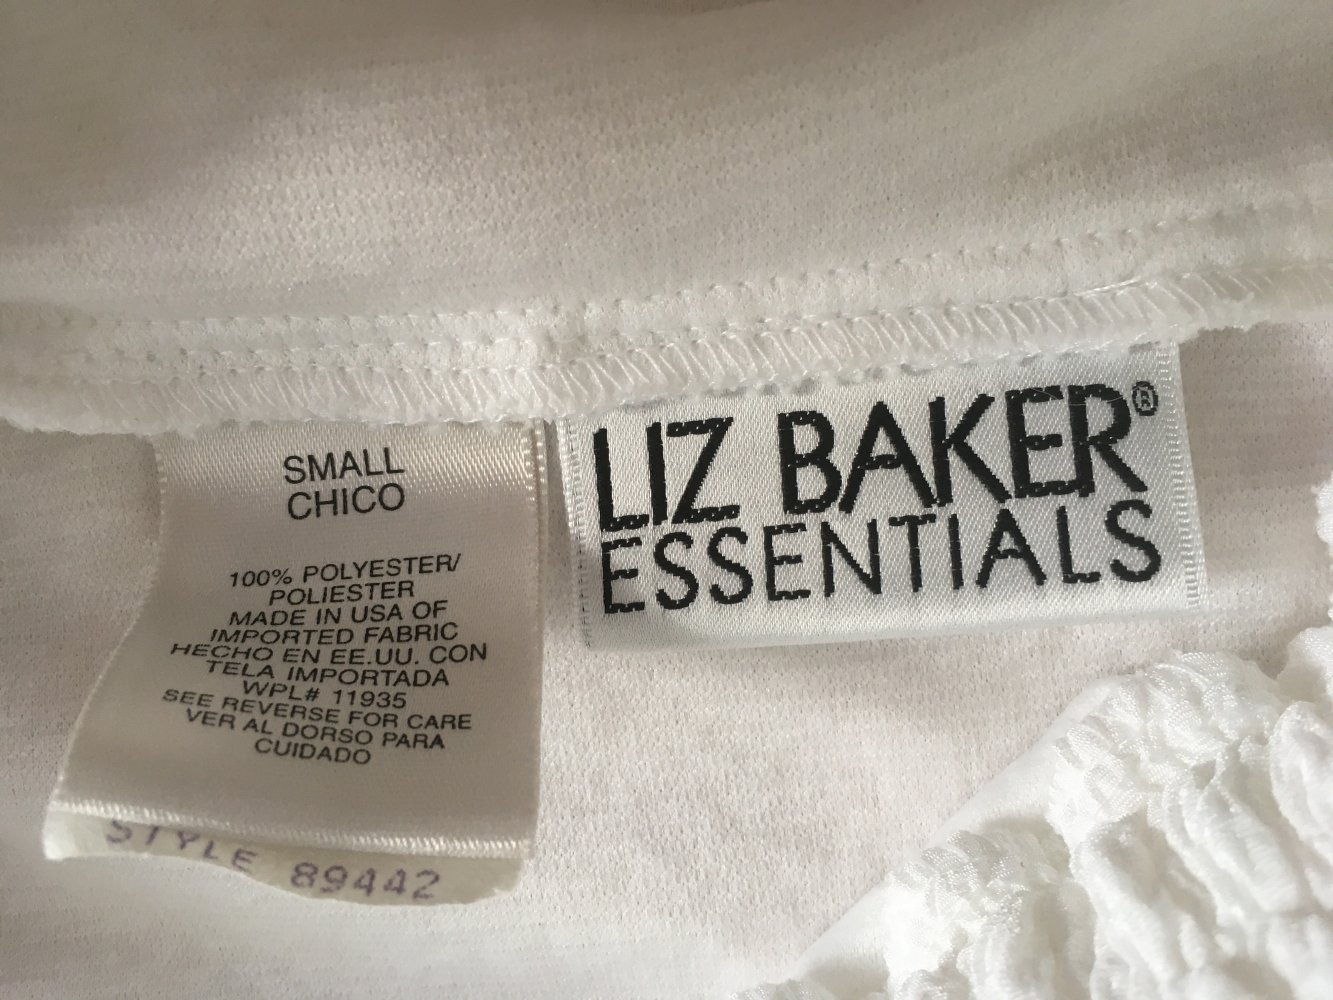 SMALL
CHICO
100% POLYESTER/
POLIESTER
MADE IN USA OF
IMPORTED FABRIC
HECHO EN EE.UU. CON
TELA IMPORTADA
WPL# 11935
SEE REVERSE FOR CARE
VER AL DORSO PARA
CUIDADO
STYLE 89442
LIZ BAKER®
ESSENTIALS